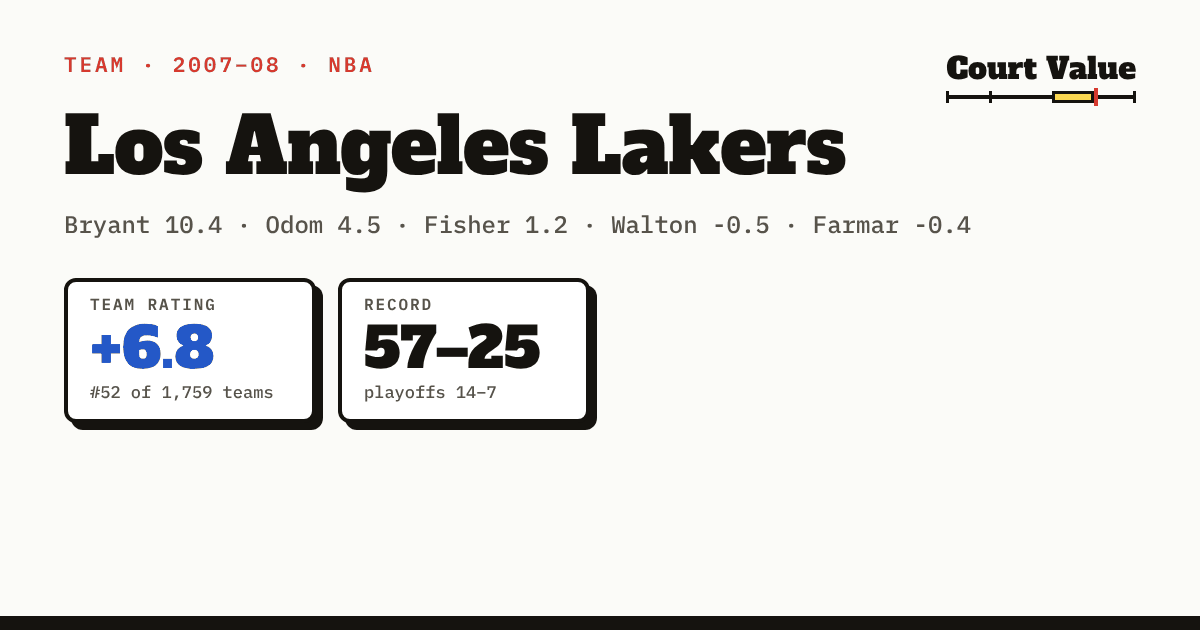 TEAM · 2007–08 · NBA
Court Value
Los Angeles Lakers
Bryant 10.4 · Odom 4.5 · Fisher 1.2 · Walton -0.5 · Farmar -0.4
TEAM RATING
+6.8
#52 of 1,759 teams
RECORD
57–25
playoffs 14–7